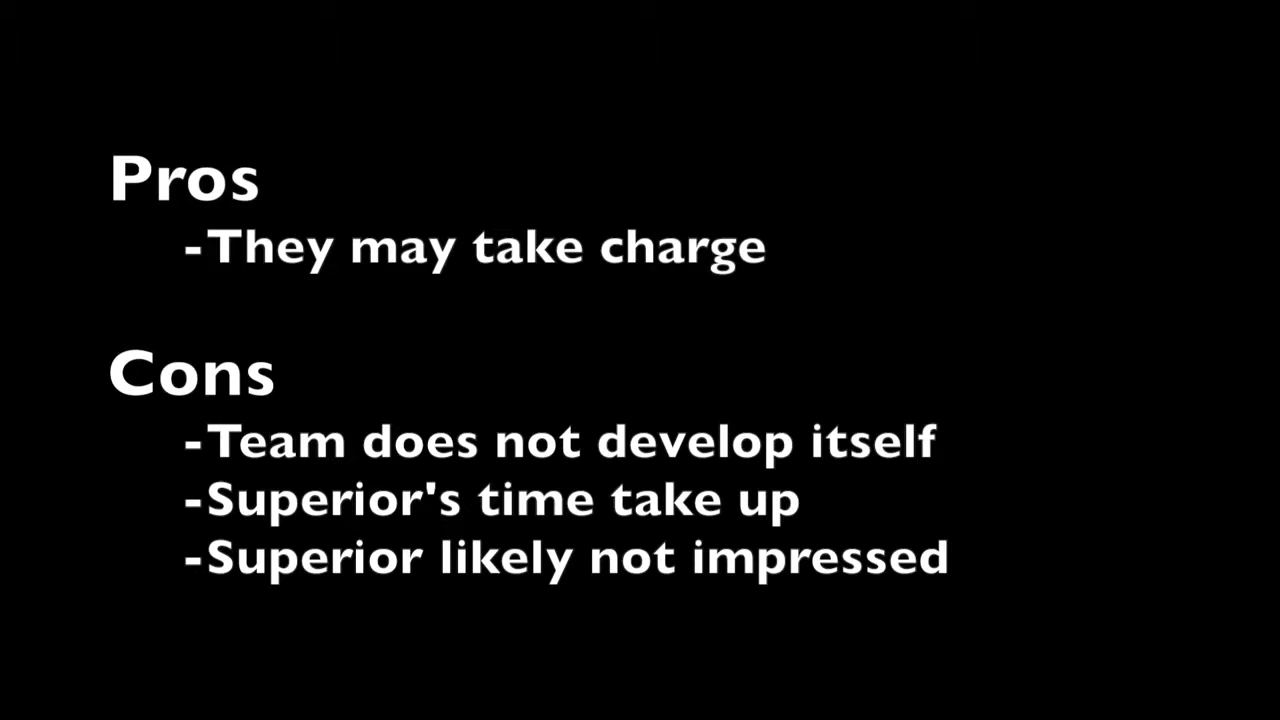 Pros
-They may take charge
Cons
-Team does not develop itself
-Superior's time take up
-Superior likely not impressed